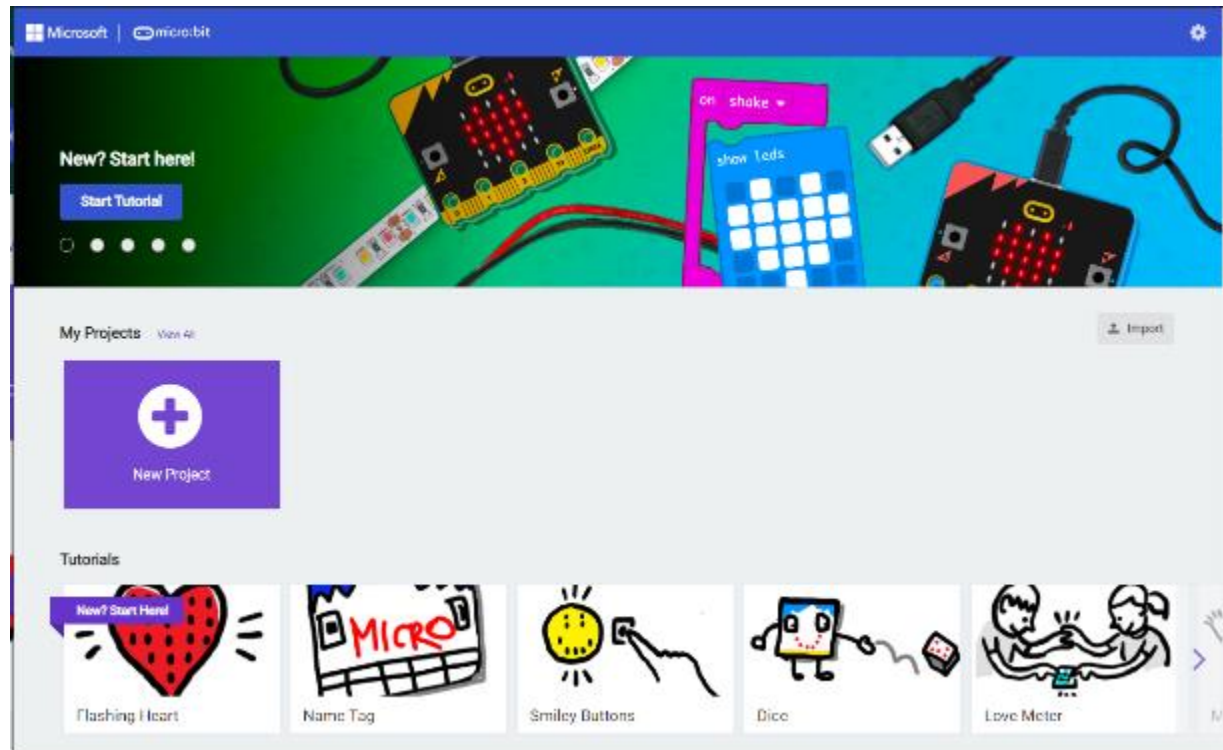 Microsoft | micro:bit
on shake
show leds
New? Start here!
Start Tutorial
My Projects View All
Import
New Project
Tutorials
New? Start Here!
MICRO
Flashing Heart
Name Tag
Smiley Buttons
Dice
Love Meter
M